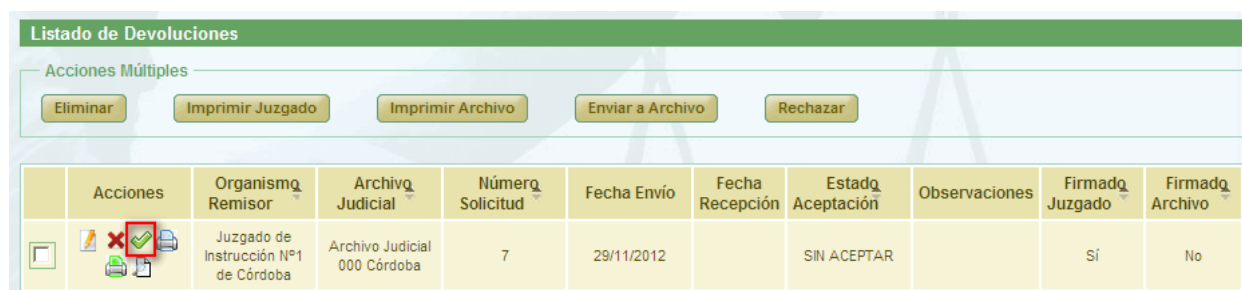 Listado de Devoluciones
Acciones Múltiples
Eliminar Imprimir Juzgado Imprimir Archivo Enviar a Archivo Rechazar
Acciones Organismo Remisor Archivo Judicial Número Solicitud Fecha Envío Fecha Recepción Estado Aceptación Observaciones Firmado Juzgado Firmado Archivo
Juzgado de Instrucción Nº1 de Córdoba Archivo Judicial 000 Córdoba 7 29/11/2012 SIN ACEPTAR Sí No